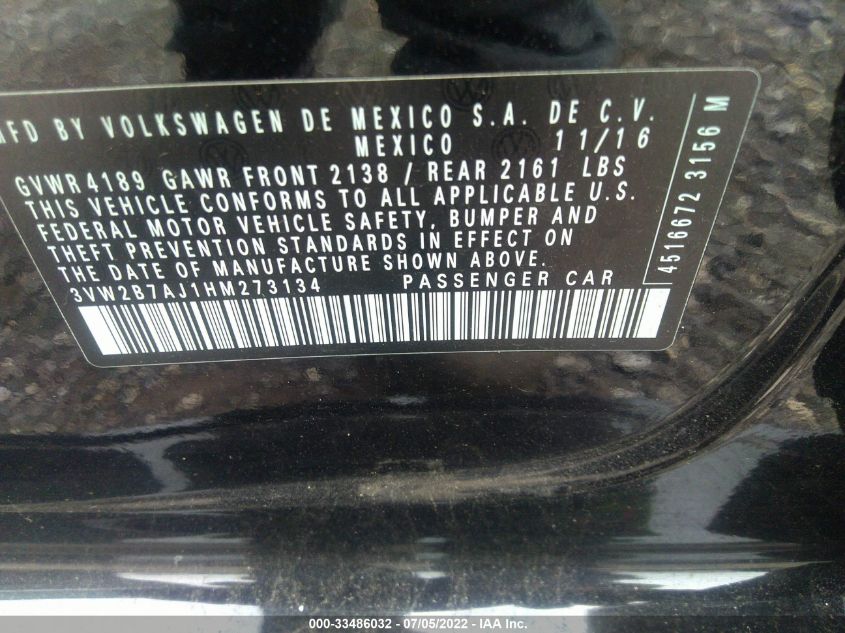 MFD BY VOLKSWAGEN DE MEXICO S.A. DE C.V.
MEXICO 11/16
GVWR 4189 GAWR FRONT 2138 / REAR 2161 LBS
THIS VEHICLE CONFORMS TO ALL APPLICABLE U.S.
FEDERAL MOTOR VEHICLE SAFETY, BUMPER AND
THEFT PREVENTION STANDARDS IN EFFECT ON
THE DATE OF MANUFACTURE SHOWN ABOVE.
3VW2B7AJ1HM273134 PASSENGER CAR
4516672 3156 M
000-33486032 - 07/05/2022 - IAA Inc.